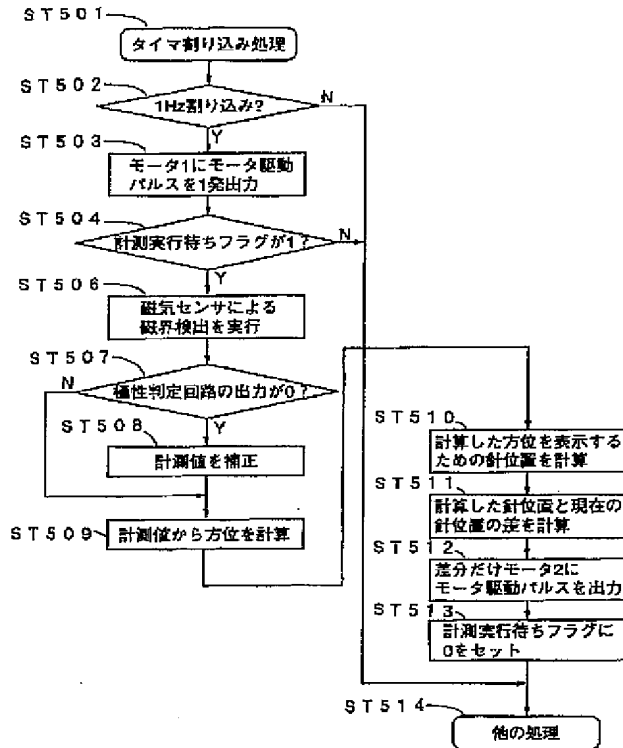 ST501
タイマ割り込み処理
ST502
1Hz割り込み?
N
Y
ST503
モータ1にモータ駆動
パルスを1発出力
ST504
計測実行待ちフラグが1?
N
Y
ST506
磁気センサによる
磁界検出を実行
ST507
極性判定回路の出力が0?
N
Y
ST508
計測値を補正
ST509
計測値から方位を計算
ST510
計算した方位を表示する
ための針位置を計算
ST511
計算した針位置と現在の
針位置の差を計算
ST512
差分だけモータ2に
モータ駆動パルスを出力
ST513
計測実行待ちフラグに
0をセット
ST514
他の処理